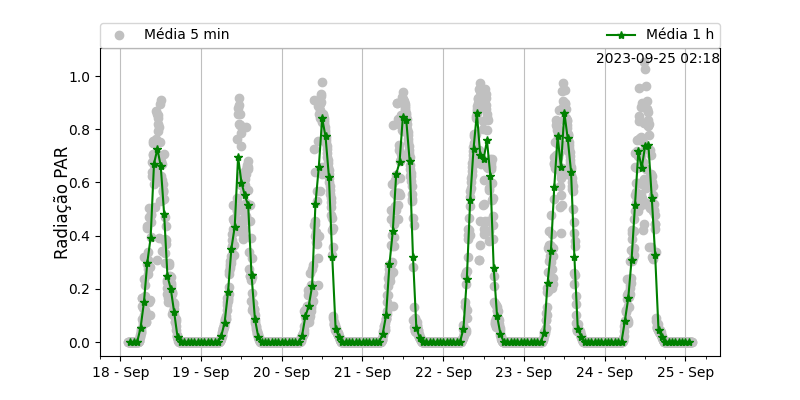 Média 5 min
Média 1 h
2023-09-25 02:18
Radiação PAR
1.0
0.8
0.6
0.4
0.2
0.0
18 - Sep
19 - Sep
20 - Sep
21 - Sep
22 - Sep
23 - Sep
24 - Sep
25 - Sep